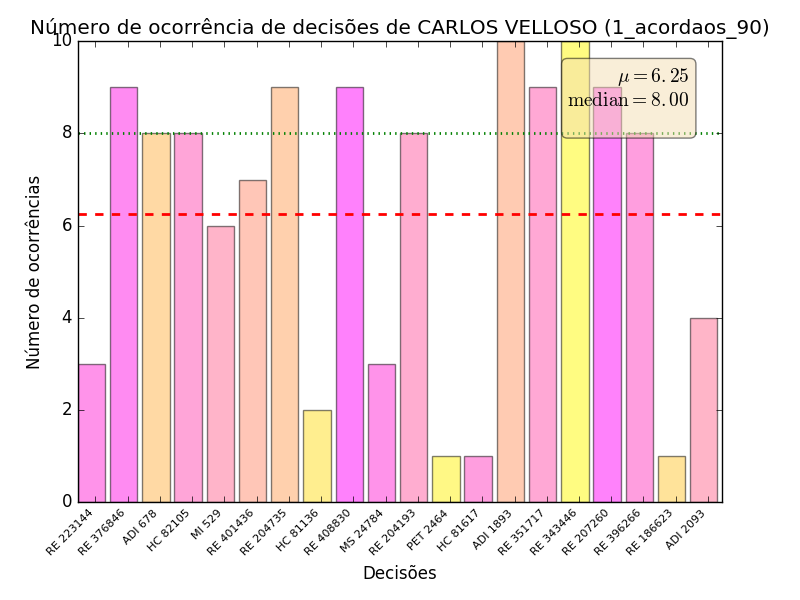 Número de ocorrência de decisões de CARLOS VELLOSO (1_acordaos_90)
10
8
6
4
2
0
Número de ocorrências
μ = 6.25
median = 8.00
RE 223144
RE 376846
ADI 678
HC 82105
MI 529
RE 401436
RE 204735
HC 81136
RE 408830
MS 24784
RE 204193
PET 2464
HC 81617
ADI 1893
RE 351717
RE 343446
RE 207260
RE 396266
RE 186623
ADI 2093
Decisões